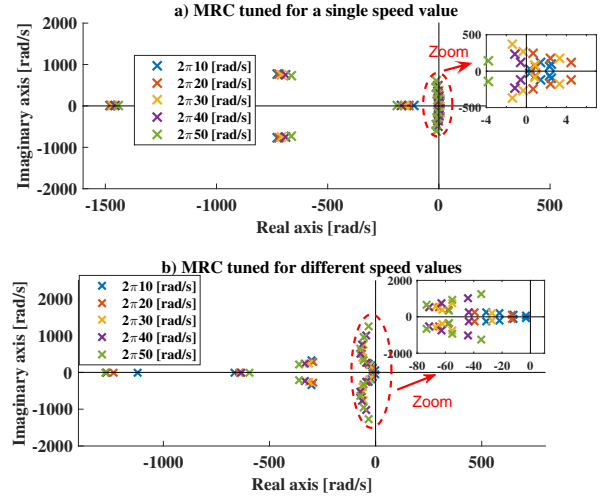 a) MRC tuned for a single speed value
2π10 [rad/s]
2π20 [rad/s]
2π30 [rad/s]
2π40 [rad/s]
2π50 [rad/s]
Zoom
500
0
-500
-4
0
4
2000
1000
0
-1000
-2000
Imaginary axis [rad/s]
-1500
-1000
-500
0
500
Real axis [rad/s]
b) MRC tuned for different speed values
2π10 [rad/s]
2π20 [rad/s]
2π30 [rad/s]
2π40 [rad/s]
2π50 [rad/s]
2000
0
-2000
-80
-60
-40
-20
0
Zoom
2000
1000
0
-1000
-2000
Imaginary axis [rad/s]
-1000
-500
0
500
Real axis [rad/s]